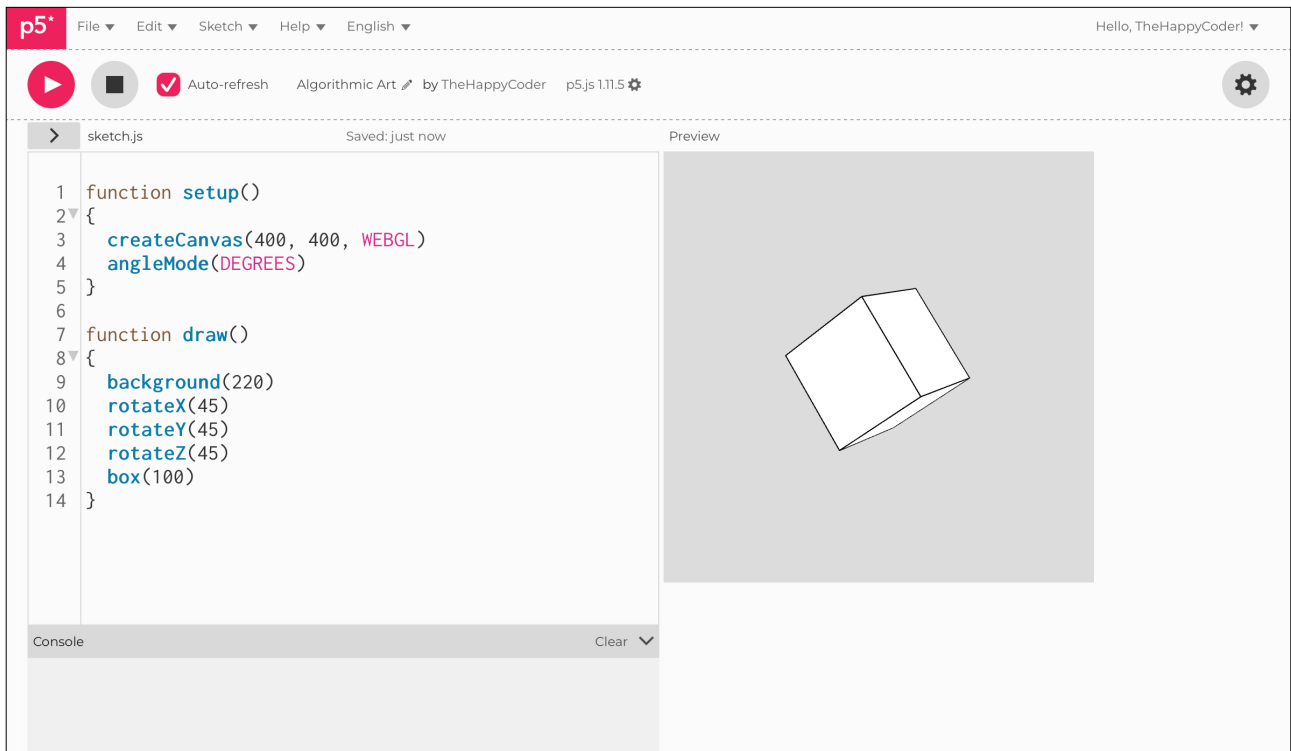 p5* File Edit Sketch Help English Hello, TheHappyCoder!
Auto-refresh Algorithmic Art by TheHappyCoder p5.js 1.11.5
> sketch.js Saved: just now Preview
1 function setup()
2 {
3   createCanvas(400, 400, WEBGL)
4   angleMode(DEGREES)
5 }
6
7 function draw()
8 {
9   background(220)
10   rotateX(45)
11   rotateY(45)
12   rotateZ(45)
13   box(100)
14 }
Console Clear